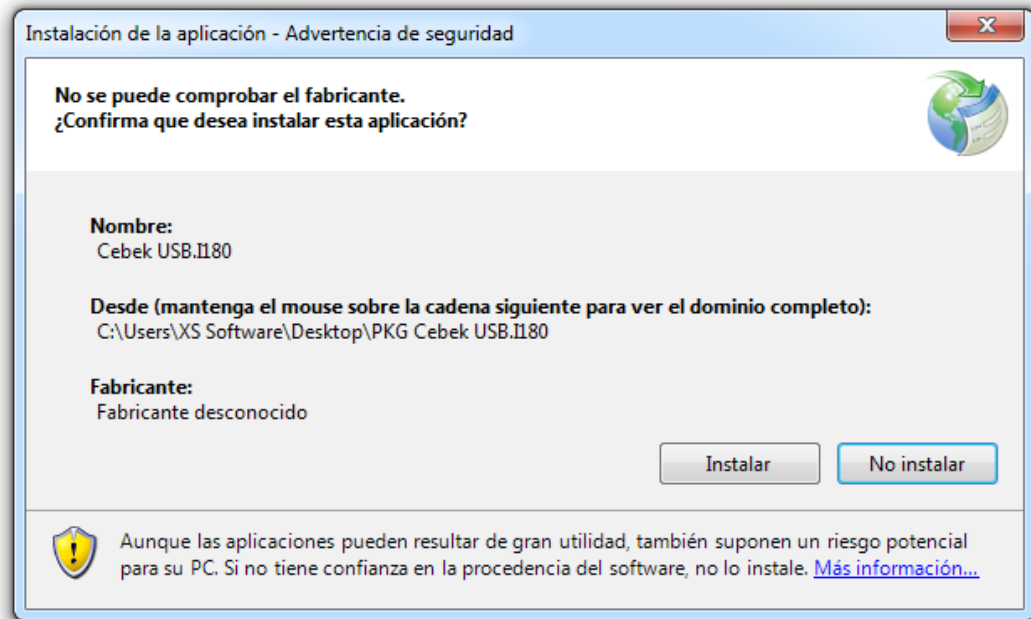 Instalación de la aplicación - Advertencia de seguridad
No se puede comprobar el fabricante.
¿Confirma que desea instalar esta aplicación?
Nombre:
Cebek USB.I180
Desde (mantenga el mouse sobre la cadena siguiente para ver el dominio completo):
C:\Users\XS Software\Desktop\PKG Cebek USB.I180
Fabricante:
Fabricante desconocido
Instalar No instalar
Aunque las aplicaciones pueden resultar de gran utilidad, también suponen un riesgo potencial
para su PC. Si no tiene confianza en la procedencia del software, no lo instale. Más información...